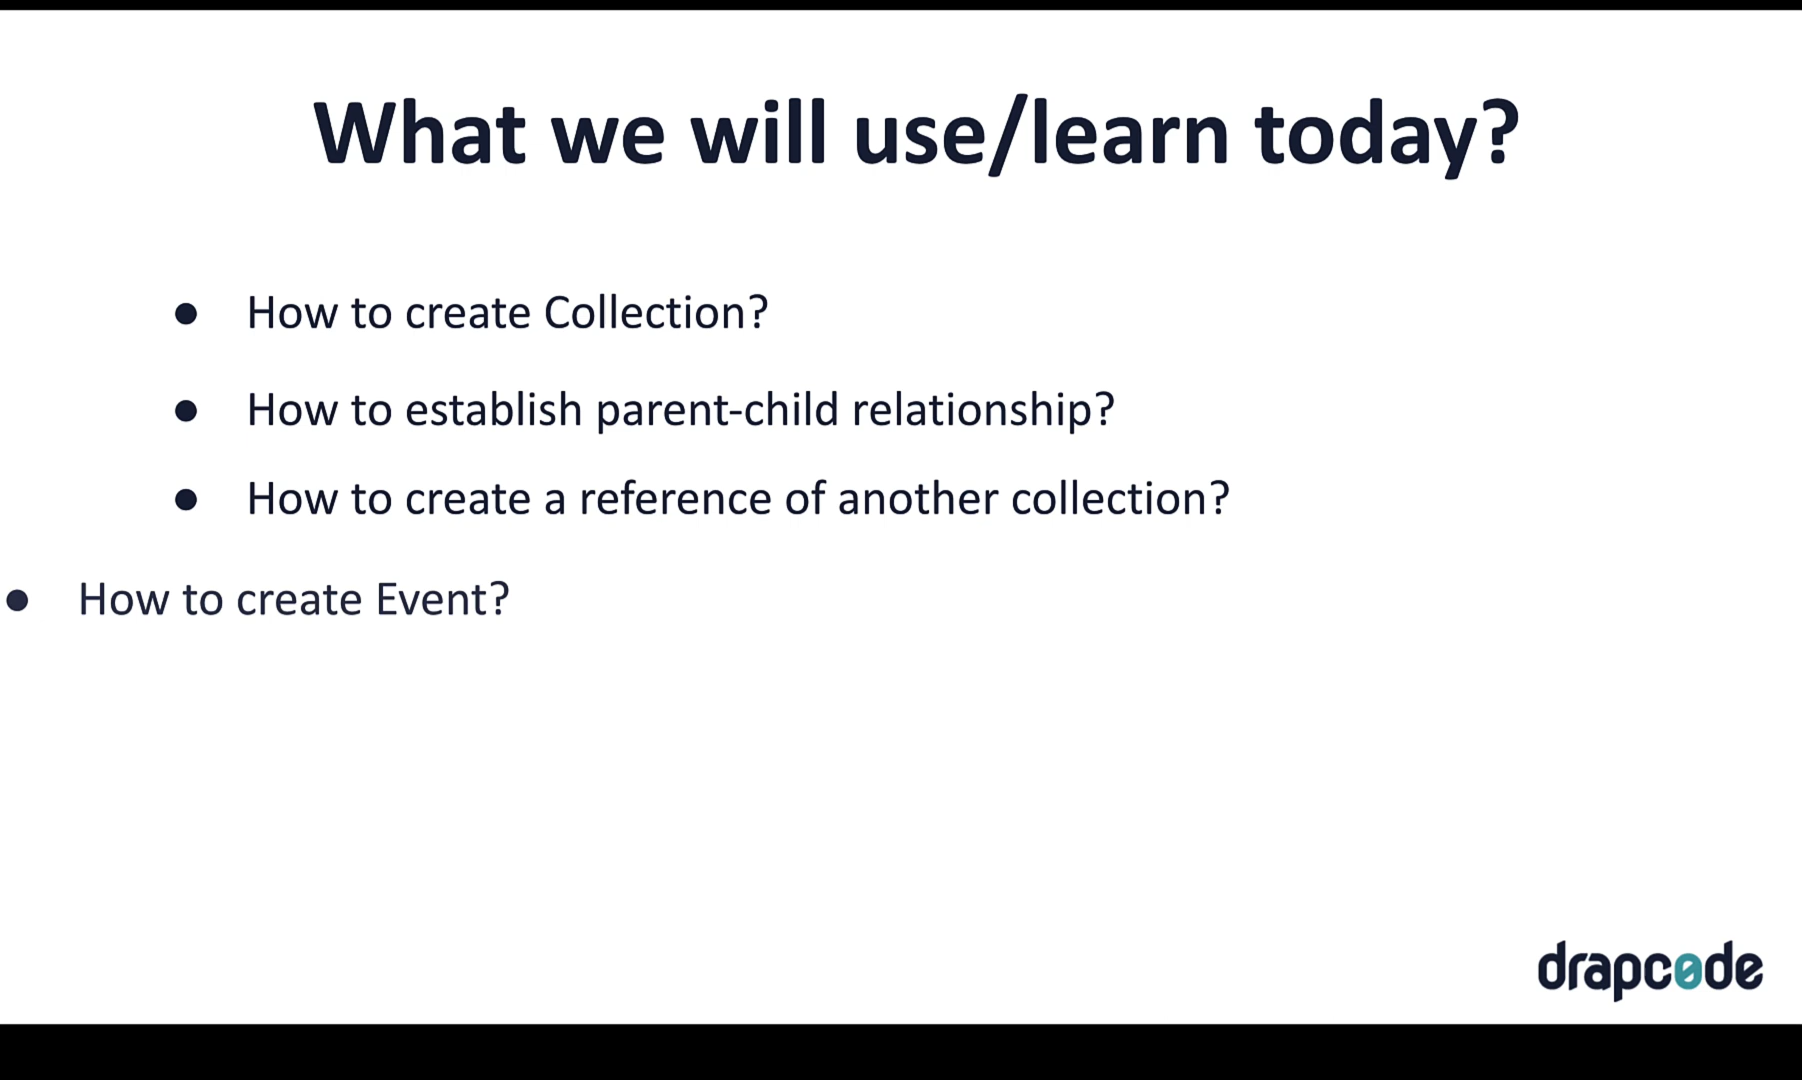 What we will use/learn today?
● How to create Collection?
● How to establish parent-child relationship?
● How to create a reference of another collection?
● How to create Event?
drapcode